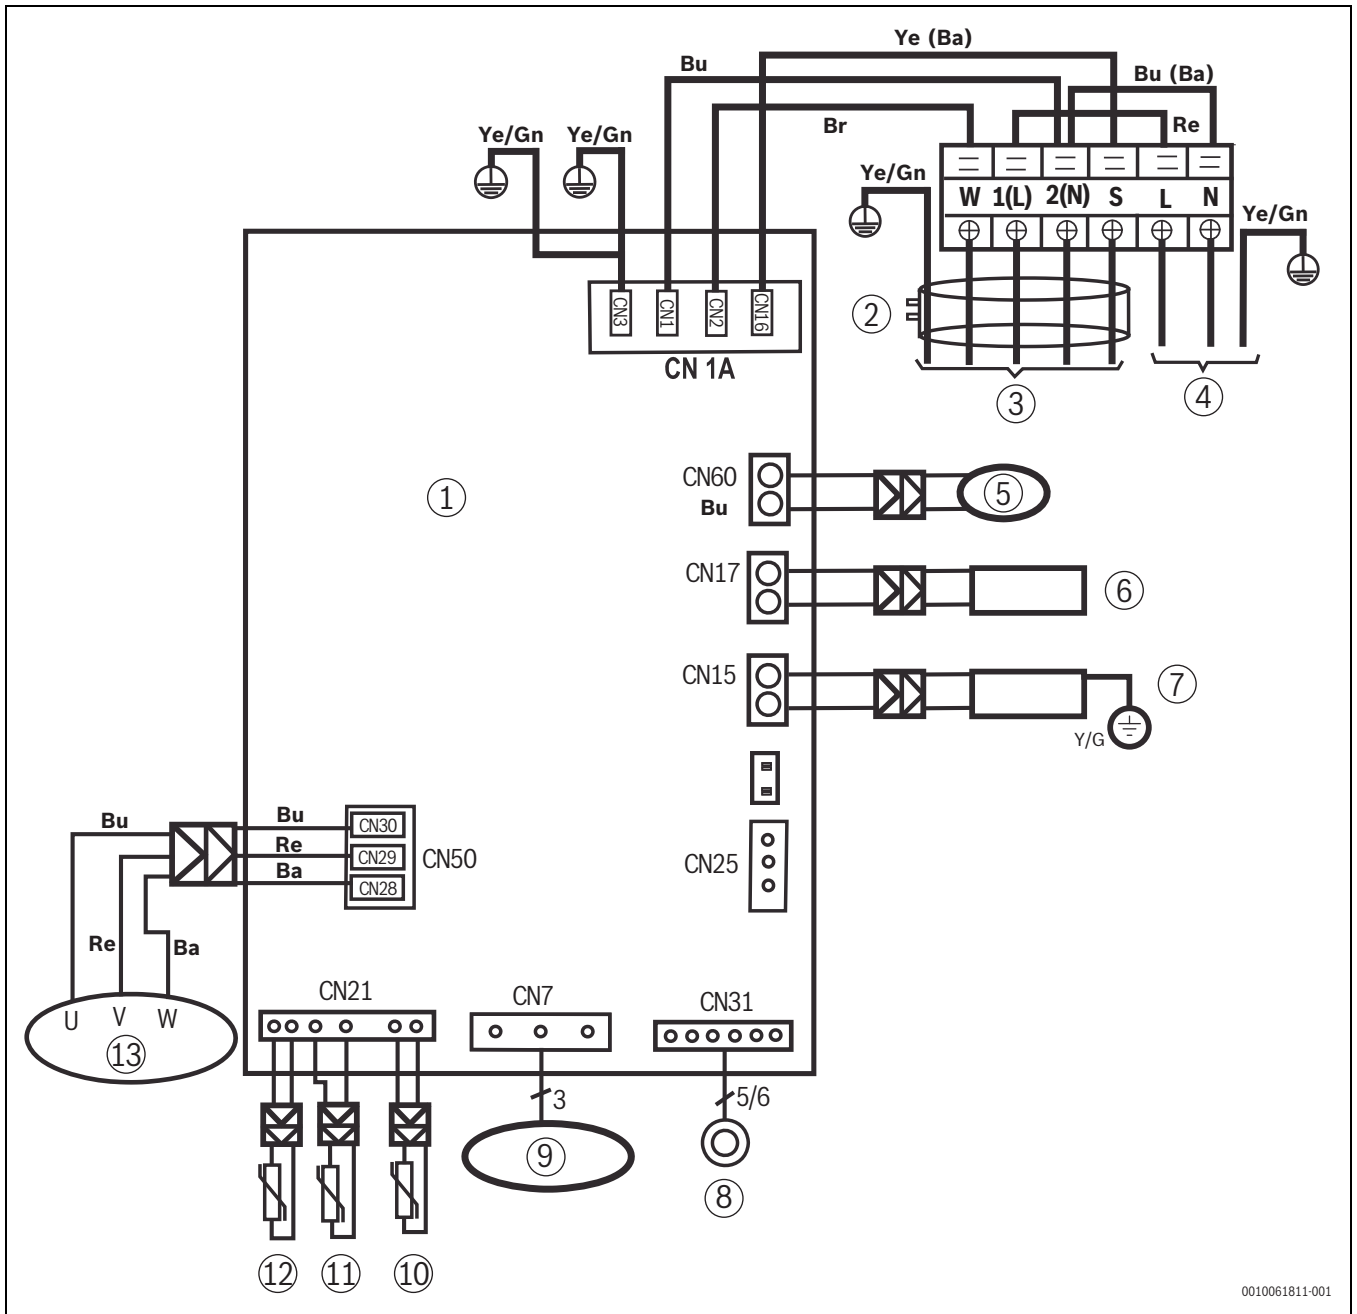 Ye (Ba)
Bu
Bu (Ba)
Br
Re
Ye/Gn
Ye/Gn
Ye/Gn
W 1(L) 2(N) S L N
Ye/Gn
CN3 CN1 CN2 CN16
CN 1A
2
3
4
1
CN60
Bu
5
CN17
6
CN15
7
Y/G
Bu
Bu
CN30
Re
CN29
CN50
Ba
CN28
CN25
Re
Ba
U V W
13
CN21
CN7
CN31
3
5/6
9
8
12
11
10
0010061811-001